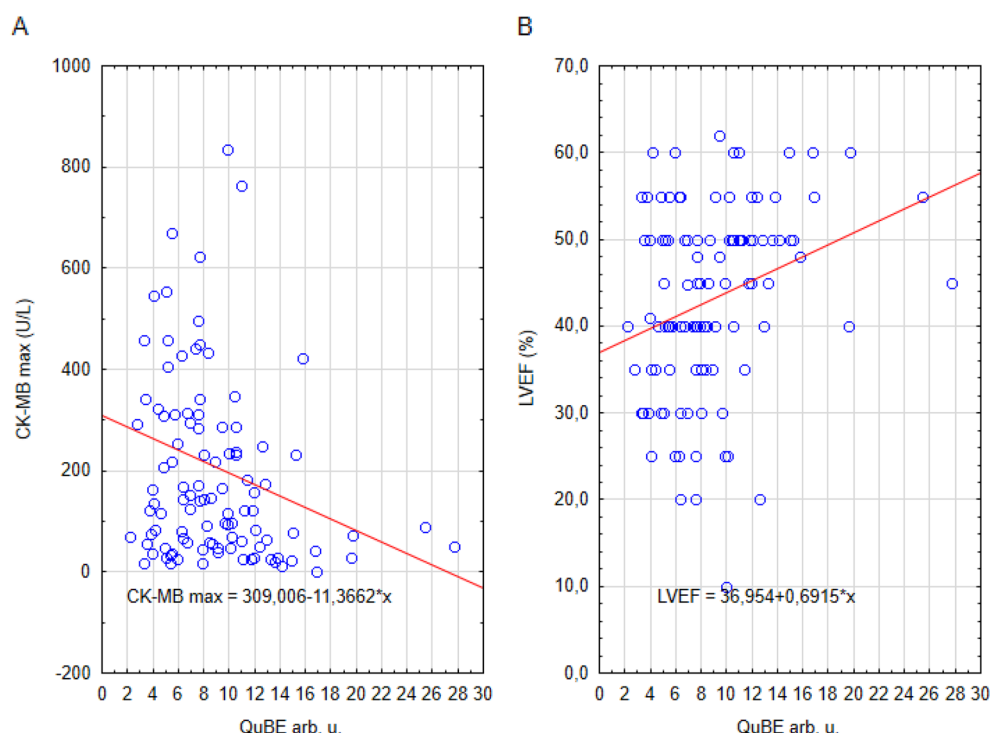 A
CK-MB max (U/L)
1000
800
600
400
200
0
-200
CK-MB max = 309,006-11,3662*x
0 2 4 6 8 10 12 14 16 18 20 22 24 26 28 30
QuBE arb. u.
B
LVEF (%)
70,0
60,0
50,0
40,0
30,0
20,0
10,0
0,0
LVEF = 36,954+0,6915*x
0 2 4 6 8 10 12 14 16 18 20 22 24 26 28 30
QuBE arb. u.